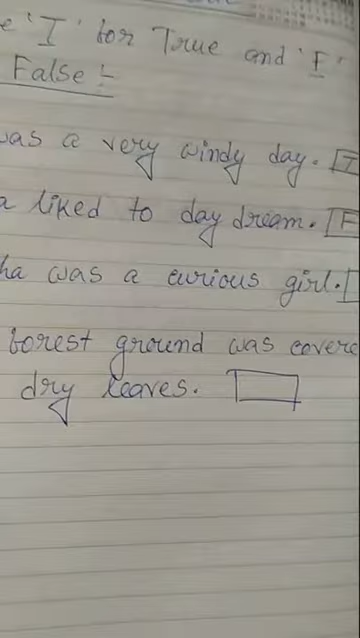 e 'T' for True and 'F'
False :-
was a very windy day. T
a liked to day dream. F
ha was a curious girl.
forest ground was covere
dry leaves.